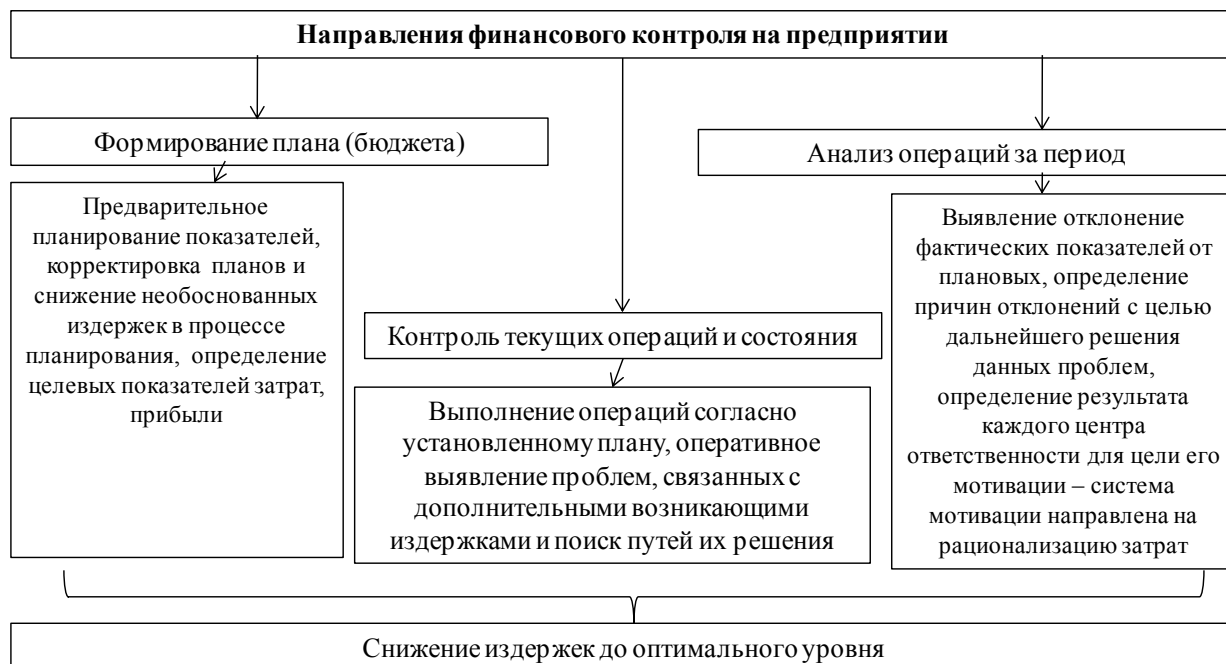 Направления финансового контроля на предприятии
Формирование плана (бюджета)
Предварительное
планирование показателей,
корректировка планов и
снижение необоснованных
издержек в процессе
планирования, определение
целевых показателей затрат,
прибыли
Контроль текущих операций и состояния
Выполнение операций согласно
установленному плану, оперативное
выявление проблем, связанных с
дополнительными возникающими
издержками и поиск путей их решения
Анализ операций за период
Выявление отклонение
фактических показателей от
плановых, определение
причин отклонений с целью
дальнейшего решения
данных проблем,
определение результата
каждого центра
ответственности для цели его
мотивации – система
мотивации направлена на
рационализацию затрат
Снижение издержек до оптимального уровня